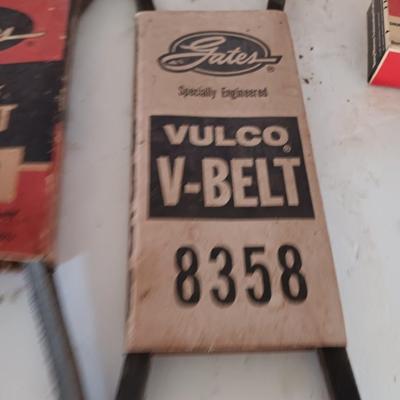 Gates
Specially Engineered
VULCO®
V-BELT
8358